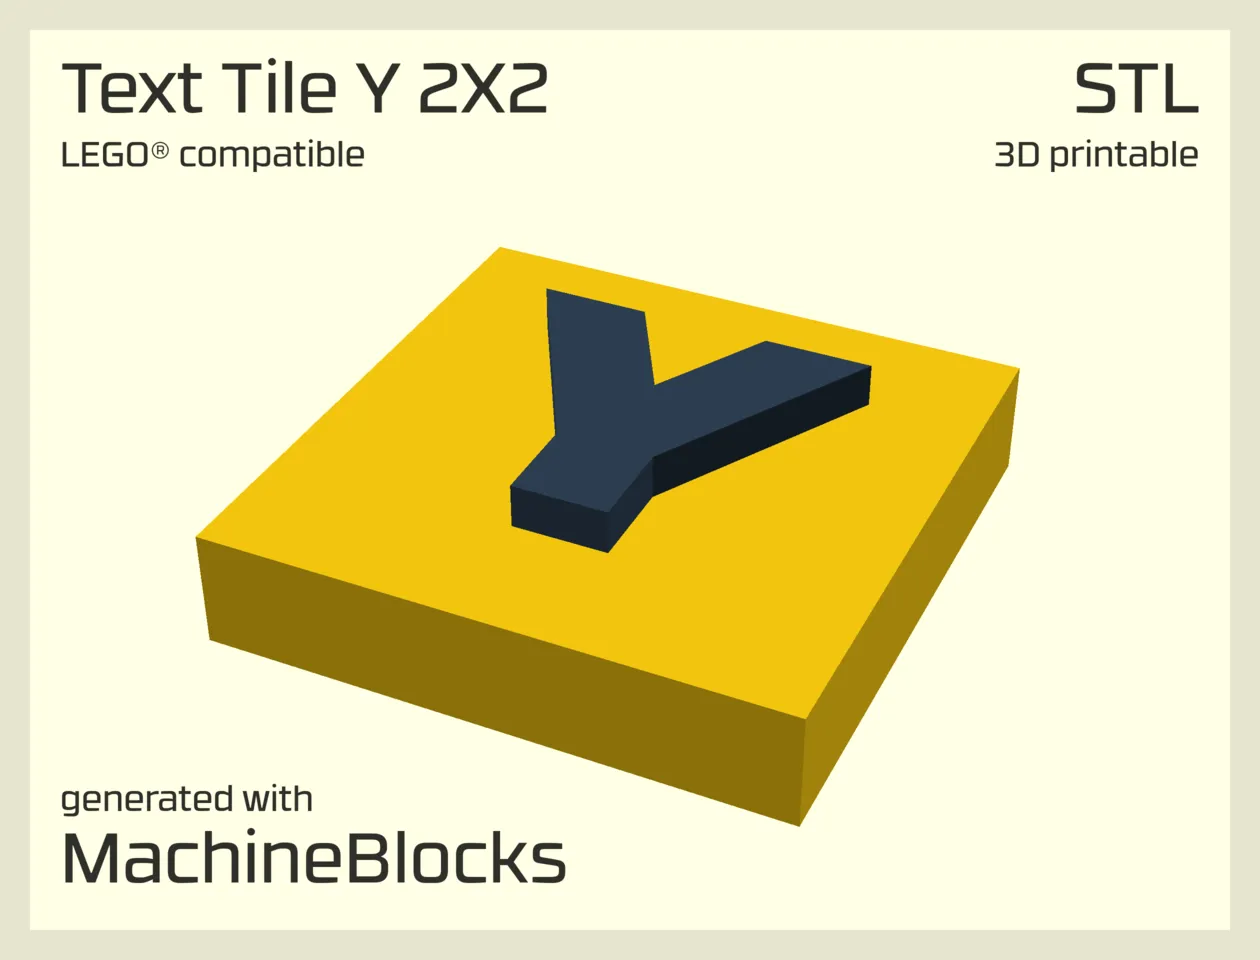 Text Tile Y 2X2
LEGO® compatible
STL
3D printable
Y
generated with
MachineBlocks